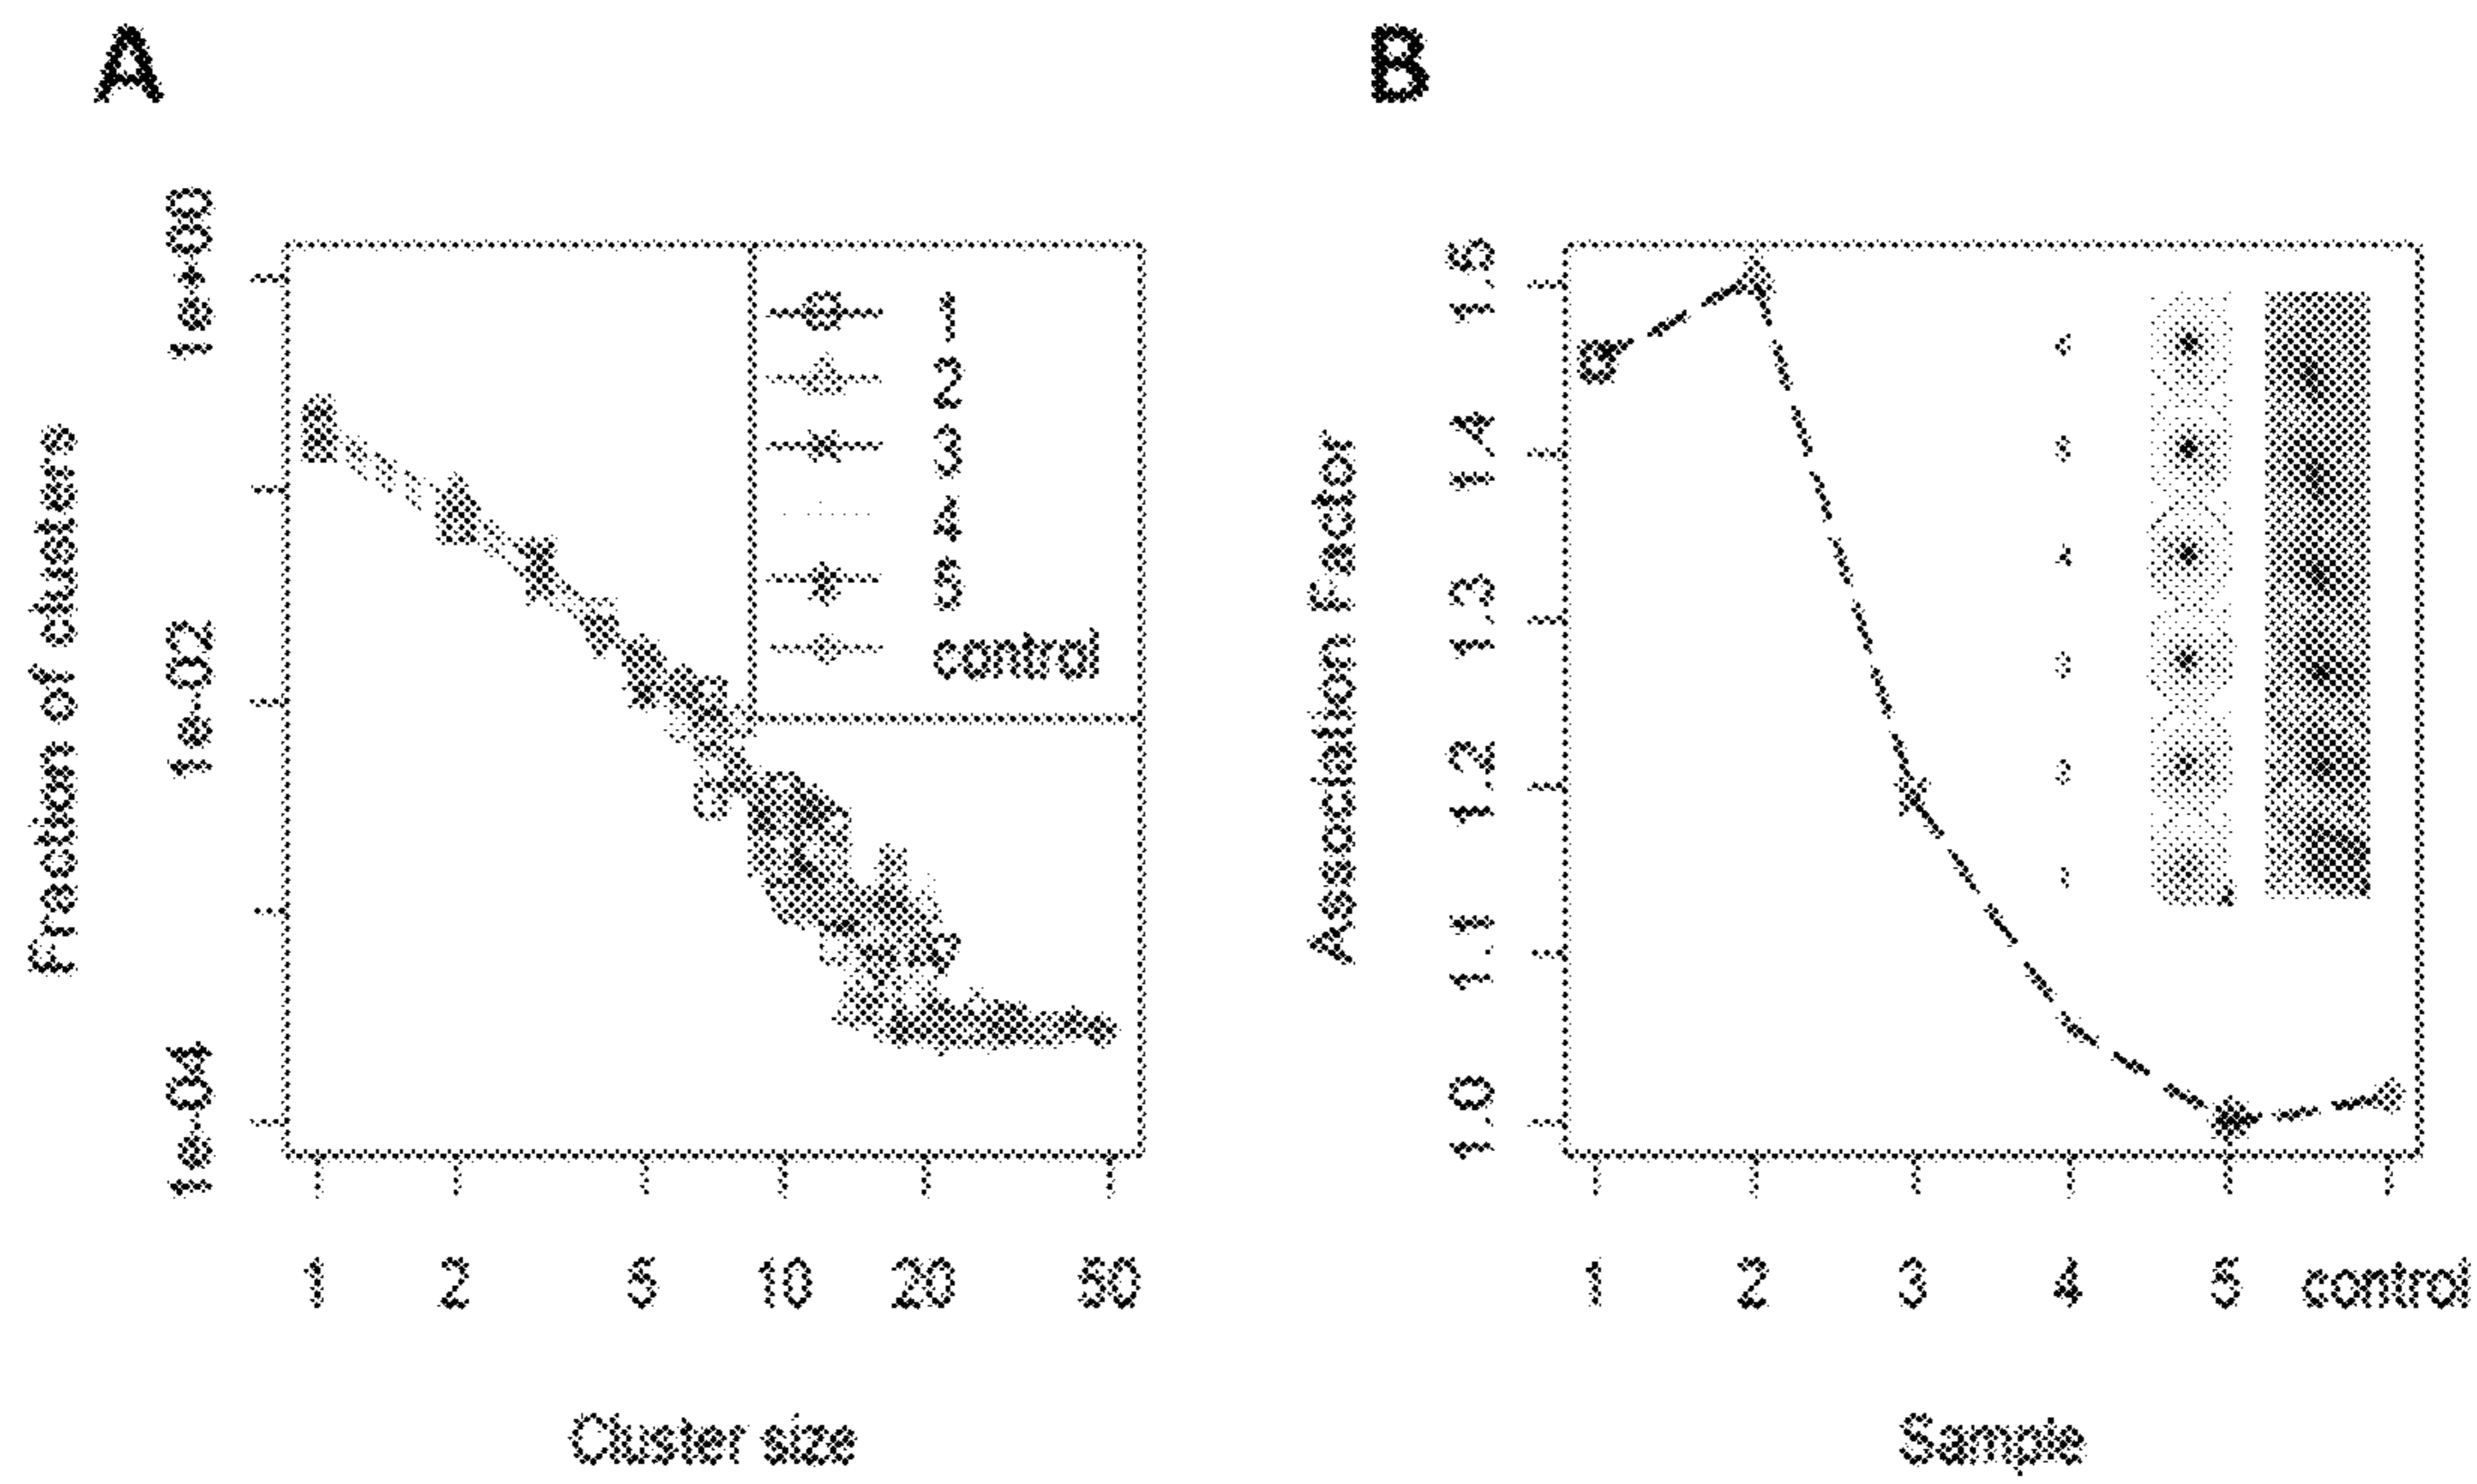 A
B
Fraction of clusters
1e+00
1e-02
1e-04
1
2
3
4
5
control
1
2
5
10
20
50
Cluster size
Association Factor
1.5
1.4
1.3
1.2
1.1
1.0
1
2
3
4
5
control
Sample